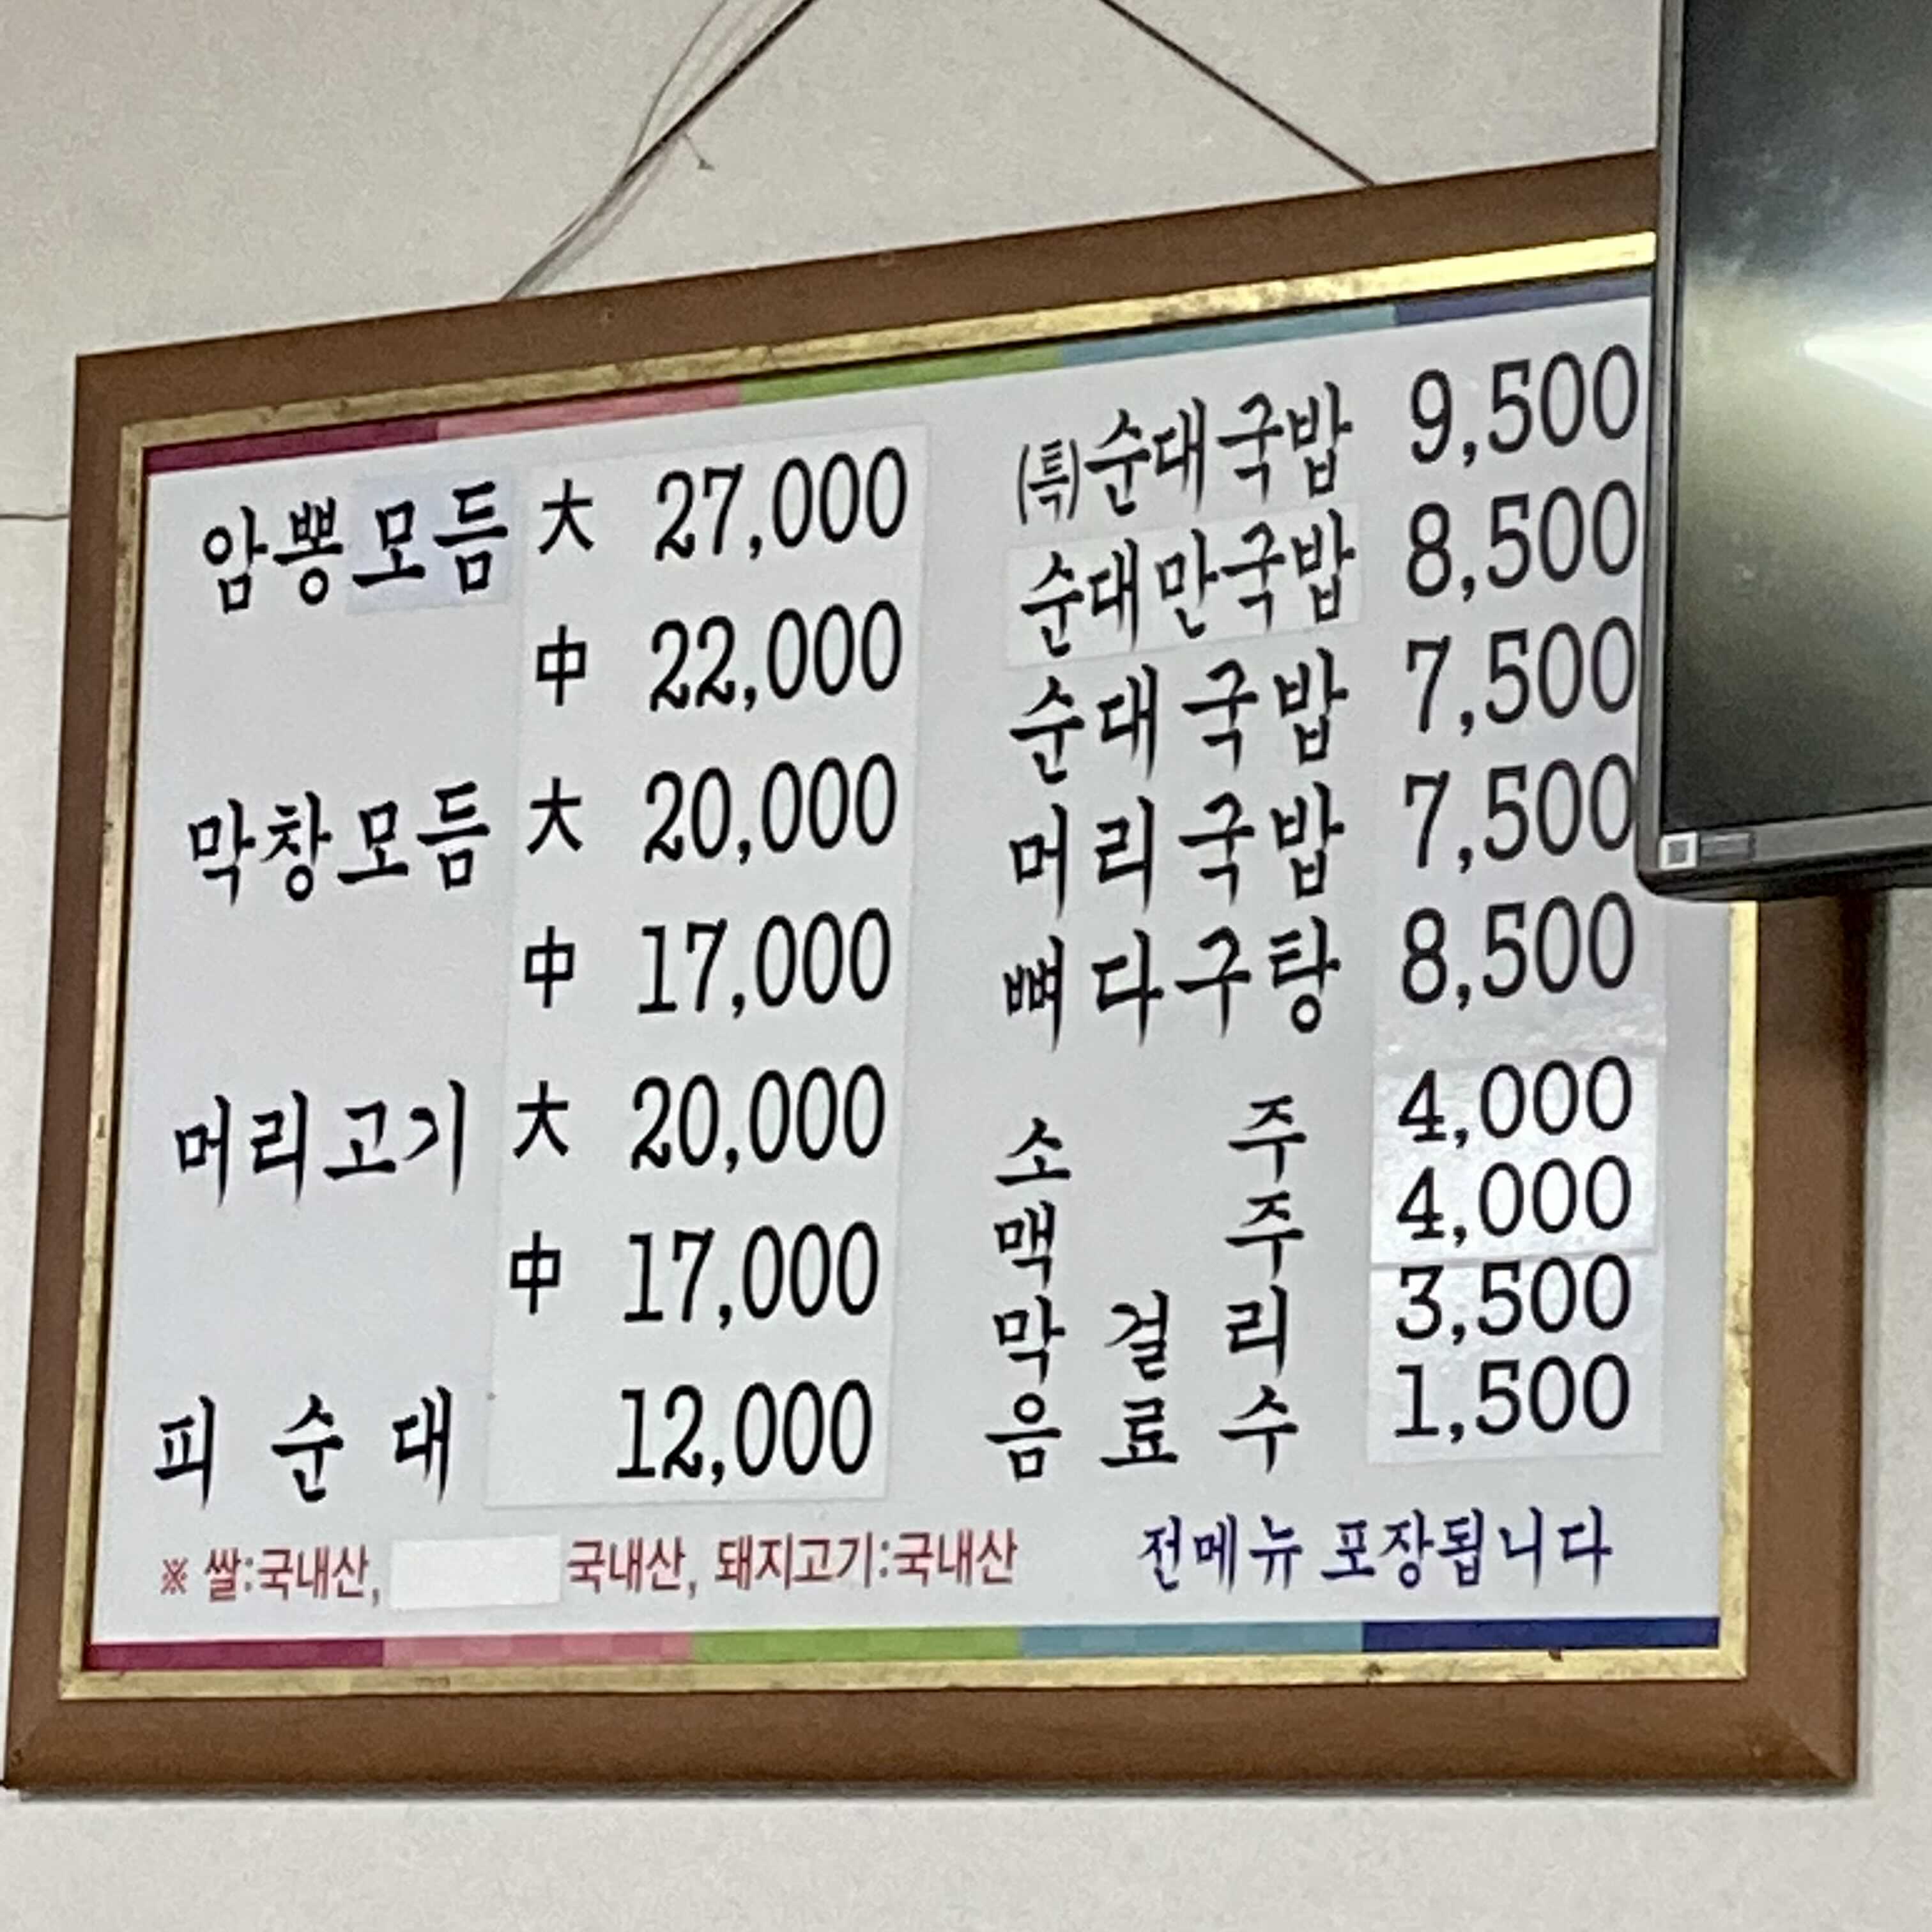 암뽕모듬 大 27,000
中 22,000
막창모듬 大 20,000
中 17,000
머리고기 大 20,000
中 17,000
피순대 12,000
(특)순대국밥 9,500
순대만국밥 8,500
순대국밥 7,500
머리국밥 7,500
뼈다구탕 8,500
소주 4,000
맥주 4,000
막걸리 3,500
음료수 1,500
※ 쌀:국내산, 국내산, 돼지고기:국내산
전메뉴 포장됩니다